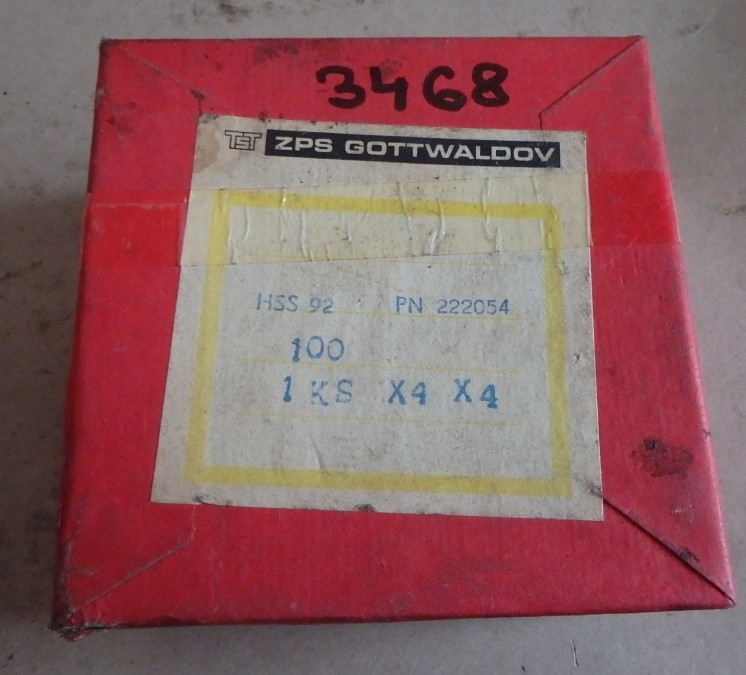 3468
TST ZPS GOTTWALDOV
HSS 92 PN 222054
100
1 KS X4 X4